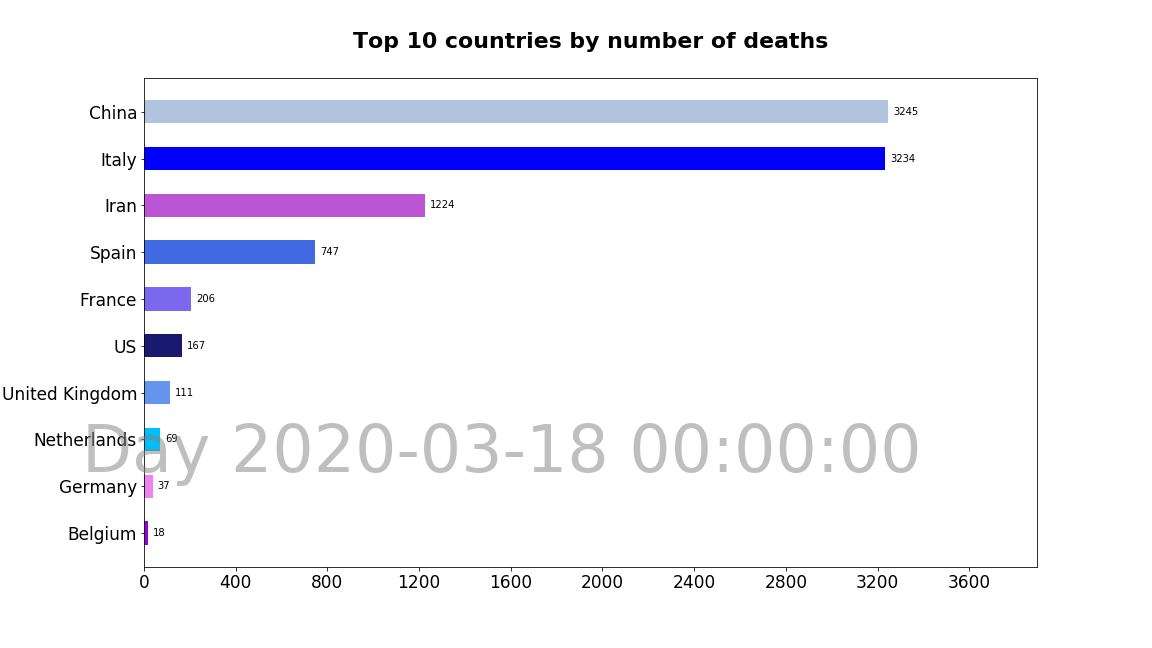 Top 10 countries by number of deaths
China 3245
Italy 3234
Iran 1224
Spain 747
France 206
US 167
United Kingdom 111
Netherlands 69
Day 2020-03-18 00:00:00
Germany 37
Belgium 18
0 400 800 1200 1600 2000 2400 2800 3200 3600